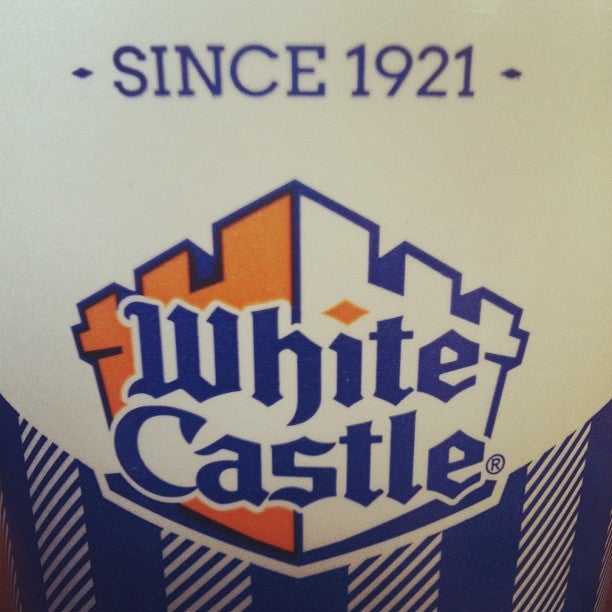 - SINCE 1921 -
White
Castle®